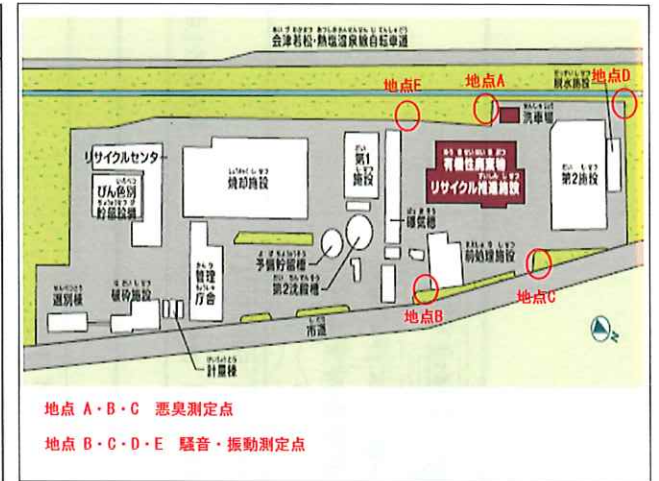 会津若松・熱塩温泉線自転車道
地点E
地点A
地点D
脱水施設
洗車場
リサイクルセンター
びん色別
貯留設備
焼却施設
第1
施設
有機性廃棄物
リサイクル推進施設
第2施設
曝気槽
予備貯留槽
第2沈殿槽
前処理施設
管理
庁舎
選別棟
破砕施設
計量棟
市道
地点B
地点C
N
地点 A・B・C 悪臭測定点
地点 B・C・D・E 騒音・振動測定点